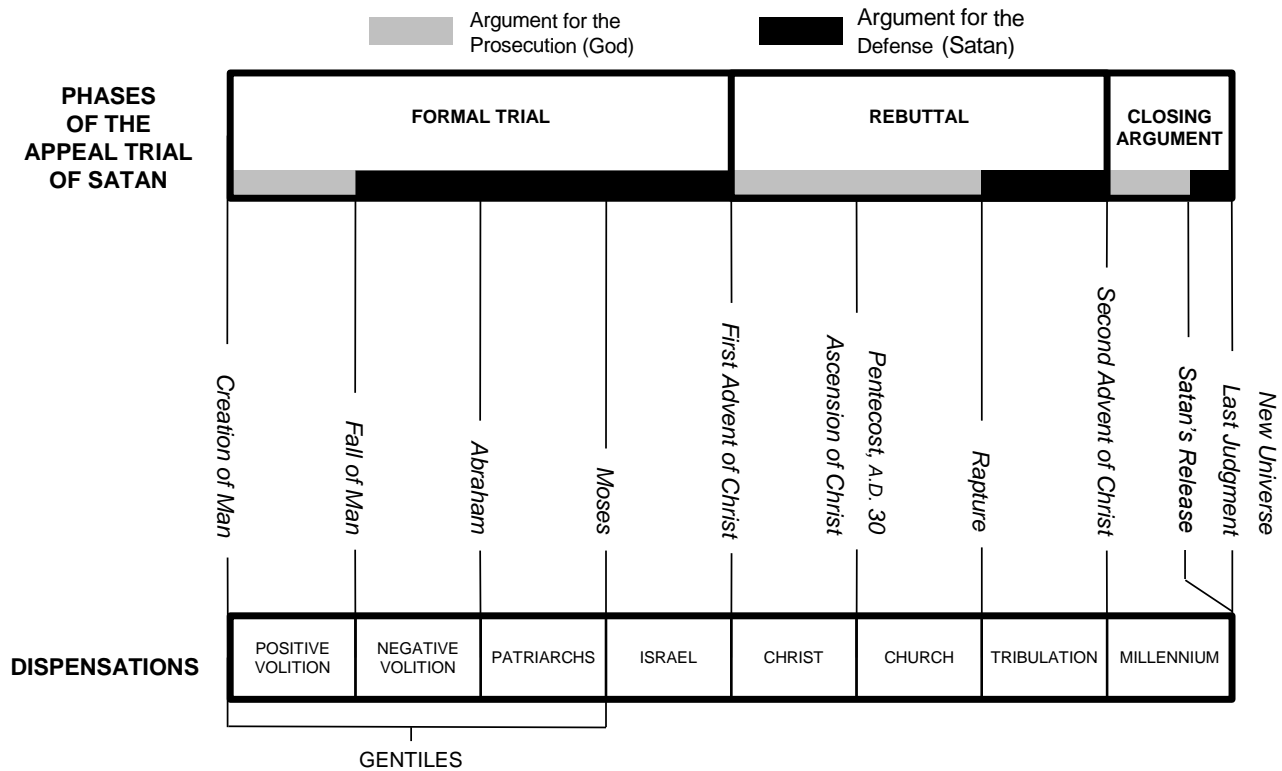 Argument for the
Prosecution (God)
Argument for the
Defense (Satan)
PHASES
OF THE
APPEAL TRIAL
OF SATAN
FORMAL TRIAL
REBUTTAL
CLOSING
ARGUMENT
Creation of Man
Fall of Man
Abraham
Moses
First Advent of Christ
Ascension of Christ
Pentecost, A.D. 30
Rapture
Second Advent of Christ
Satan's Release
Last Judgment
New Universe
DISPENSATIONS
POSITIVE
VOLITION
NEGATIVE
VOLITION
PATRIARCHS
ISRAEL
CHRIST
CHURCH
TRIBULATION
MILLENNIUM
GENTILES